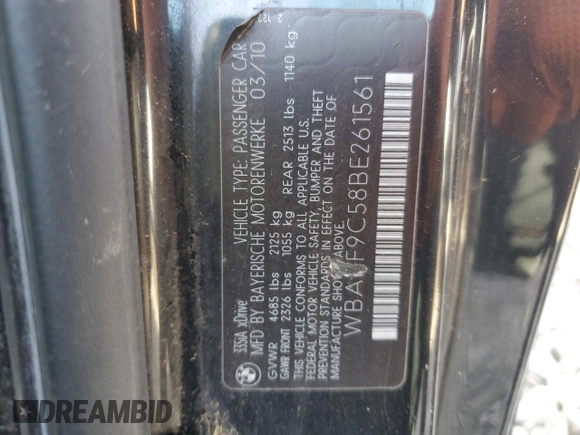 335iA xDrive VEHICLE TYPE: PASSENGER CAR
MFD BY BAYERISCHE MOTORENWERKE 03/10
GVWR 4685 lbs 2125 kg
GAWR FRONT 2326 lbs 1055 kg REAR 2513 lbs 1140 kg
THIS VEHICLE CONFORMS TO ALL APPLICABLE U.S.
FEDERAL MOTOR VEHICLE SAFETY, BUMPER AND THEFT
PREVENTION STANDARDS IN EFFECT ON THE DATE OF
MANUFACTURE SHOWN ABOVE.
DREAMBID